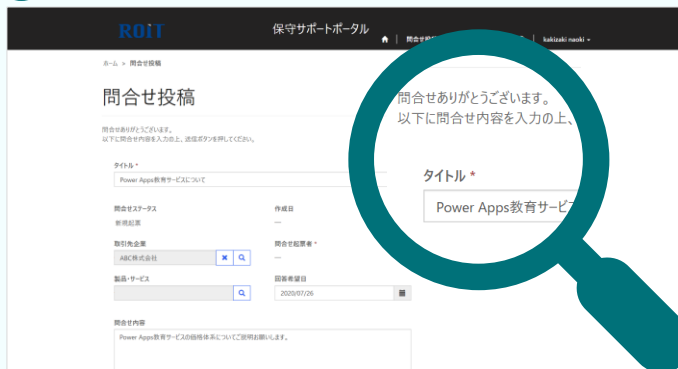 ROIT
保守サポートポータル
問合せ
kakizaki naoki
ホーム > 問合せ投稿
問合せ投稿
問合せありがとうございます。
以下に問合せ内容を入力の上、送信ボタンを押してください。
タイトル *
Power Apps教育サービスについて
問合せステータス
作成日
新規起票
—
取引先企業
問合せ起票者 *
ABC株式会社
—
製品・サービス
回答希望日
2020/07/26
問合せ内容
Power Apps教育サービスの価格体系についてご説明お願いします。
問合せありがとうございます。
以下に問合せ内容を入力の上、
タイトル *
Power Apps教育サービス